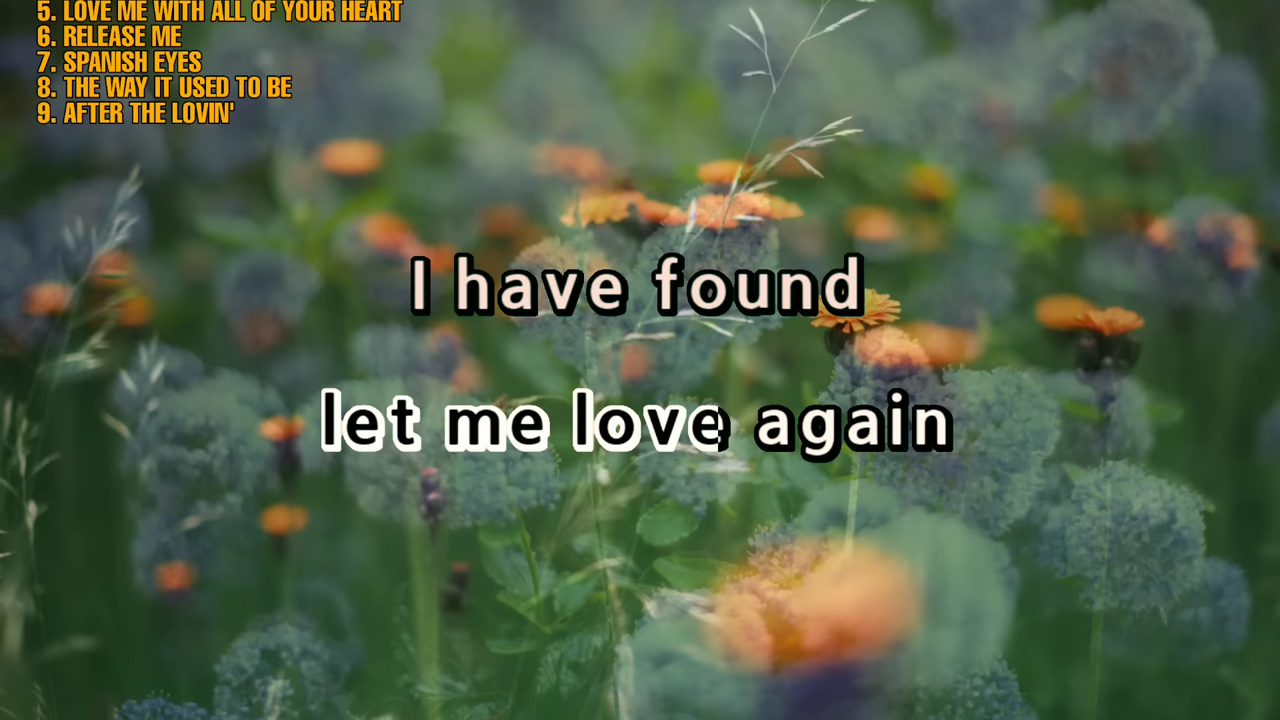 5. LOVE ME WITH ALL OF YOUR HEART
6. RELEASE ME
7. SPANISH EYES
8. THE WAY IT USED TO BE
9. AFTER THE LOVIN'
I have found
let me love again